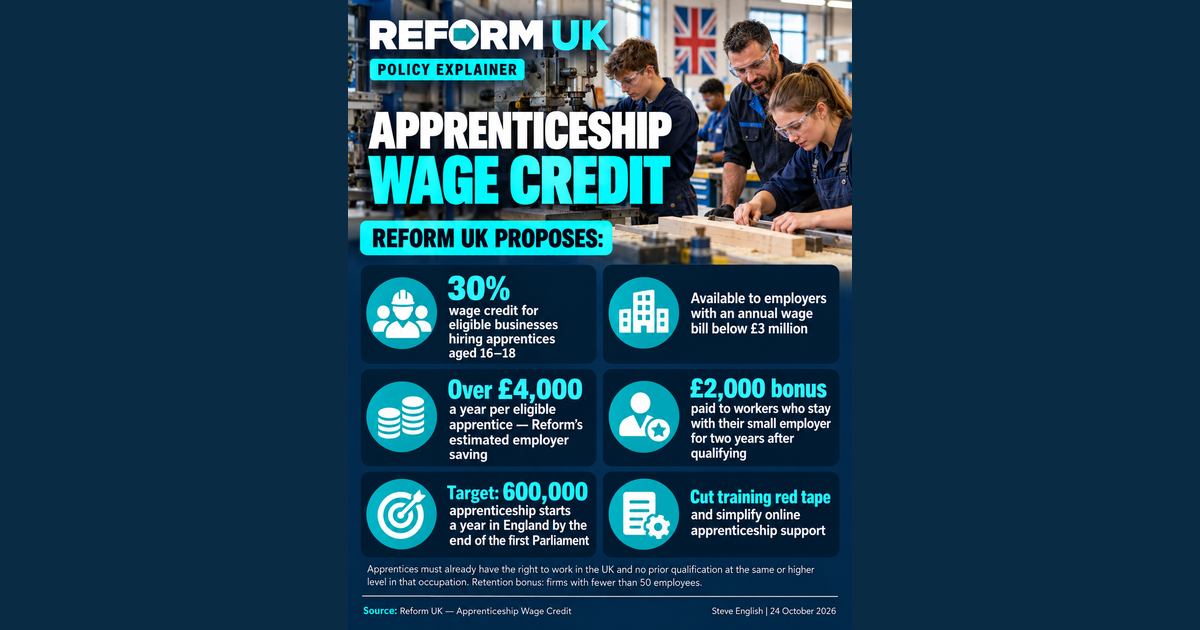 REFORM UK
POLICY EXPLAINER
APPRENTICESHIP
WAGE CREDIT
REFORM UK PROPOSES:
30%
wage credit for
eligible businesses
hiring apprentices
aged 16–18
Available to employers
with an annual wage
bill below £3 million
Over £4,000
a year per eligible
apprentice — Reform's
estimated employer
saving
£2,000 bonus
paid to workers who stay
with their small employer
for two years after
qualifying
Target: 600,000
apprenticeship starts
a year in England by the
end of the first Parliament
Cut training red tape
and simplify online
apprenticeship support
Apprentices must already have the right to work in the UK and no prior qualification at the same or higher
level in that occupation. Retention bonus: firms with fewer than 50 employees.
Source: Reform UK — Apprenticeship Wage Credit
Steve English | 24 October 2026